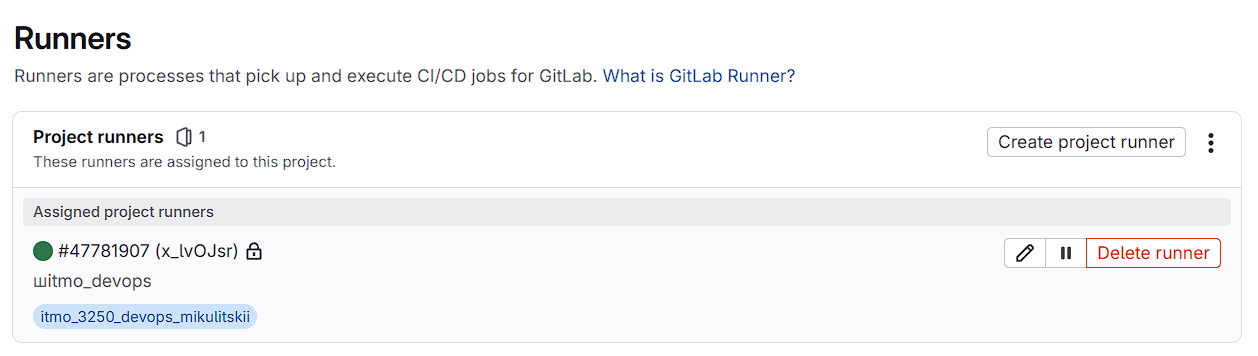 Runners
Runners are processes that pick up and execute CI/CD jobs for GitLab. What is GitLab Runner?
Project runners 1
Create project runner
These runners are assigned to this project.
Assigned project runners
#47781907 (x_lvOJsr)
Delete runner
шitmo_devops
itmo_3250_devops_mikulitskii